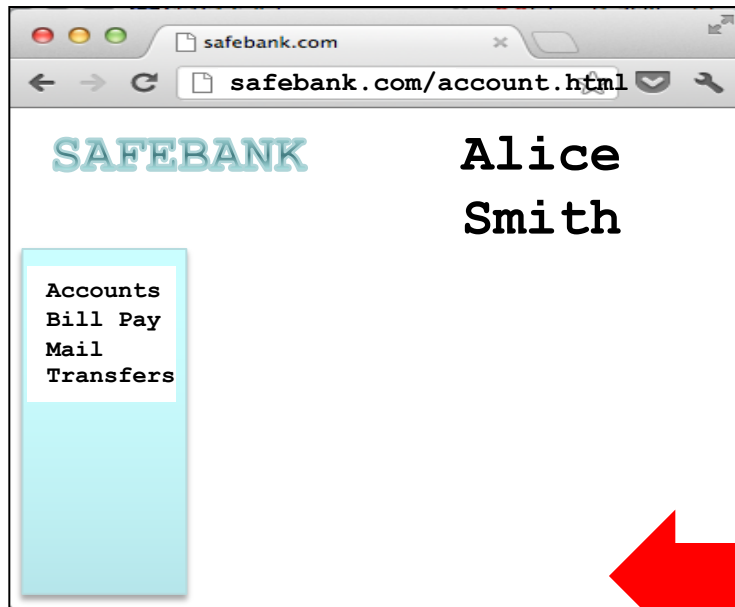 safebank.com
safebank.com/account.html
SAFEBANK
Alice
Smith
Accounts
Bill Pay
Mail
Transfers